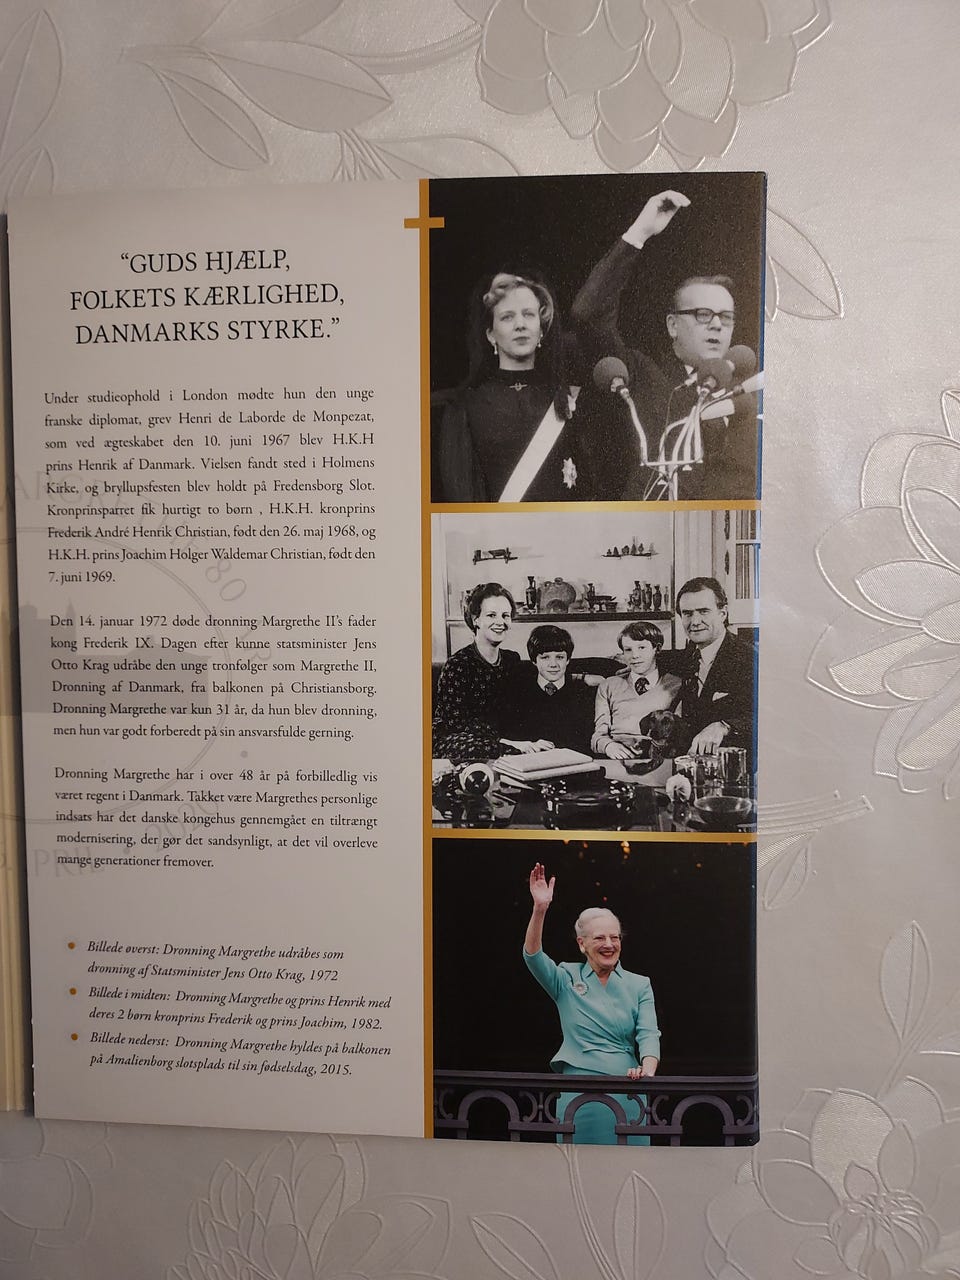 “GUDS HJÆLP,
FOLKETS KÆRLIGHED,
DANMARKS STYRKE.”
Under studieophold i London mødte hun den unge
franske diplomat, grev Henri de Laborde de Monpezat,
som ved ægteskabet den 10. juni 1967 blev H.K.H
prins Henrik af Danmark. Vielsen fandt sted i Holmens
Kirke, og bryllupsfesten blev holdt på Fredensborg Slot.
Kronprinsparret fik hurtigt to børn , H.K.H. kronprins
Frederik André Henrik Christian, født den 26. maj 1968, og
H.K.H. prins Joachim Holger Waldemar Christian, født den
7. juni 1969.
Den 14. januar 1972 døde dronning Margrethe II’s fader
kong Frederik IX. Dagen efter kunne statsminister Jens
Otto Krag udråbe den unge tronfølger som Margrethe II,
Dronning af Danmark, fra balkonen på Christiansborg.
Dronning Margrethe var kun 31 år, da hun blev dronning,
men hun var godt forberedt på sin ansvarsfulde gerning.
Dronning Margrethe har i over 48 år på forbilledlig vis
været regent i Danmark. Takket være Margrethes personlige
indsats har det danske kongehus gennemgået en tiltrængt
modernisering, der gør det sandsynligt, at det vil overleve
mange generationer fremover.
Billede øverst: Dronning Margrethe udråbes som
dronning af Statsminister Jens Otto Krag, 1972
Billede i midten: Dronning Margrethe og prins Henrik med
deres 2 børn kronprins Frederik og prins Joachim, 1982.
Billede nederst: Dronning Margrethe hyldes på balkonen
på Amalienborg slotsplads til sin fødselsdag, 2015.
80
APRIL • 2020